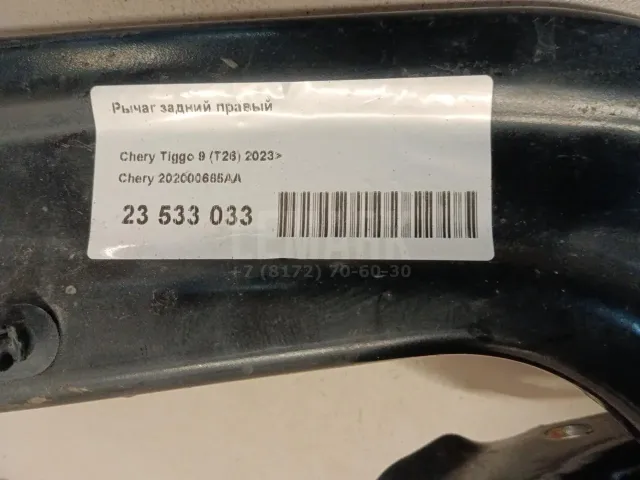 Рычаг задний правый
Chery Tiggo 9 (T26) 2023>
Chery 202000665AA
23 533 033
+7 (8172) 70-60-30